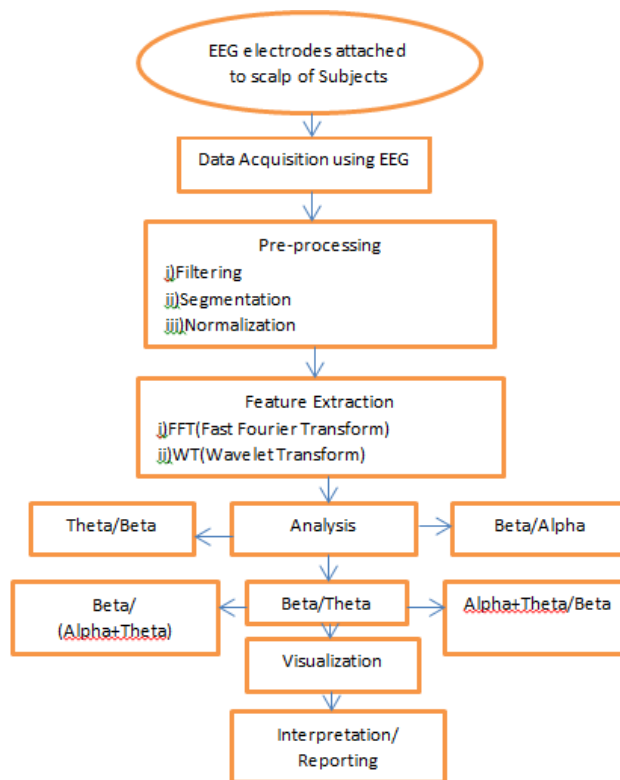 EEG electrodes attached
to scalp of Subjects
Data Acquisition using EEG
Pre-processing
i)Filtering
ii)Segmentation
iii)Normalization
Feature Extraction
i)FFT(Fast Fourier Transform)
ii)WT(Wavelet Transform)
Theta/Beta
Analysis
Beta/Alpha
Beta/
(Alpha+Theta)
Beta/Theta
Alpha+Theta/Beta
Visualization
Interpretation/
Reporting